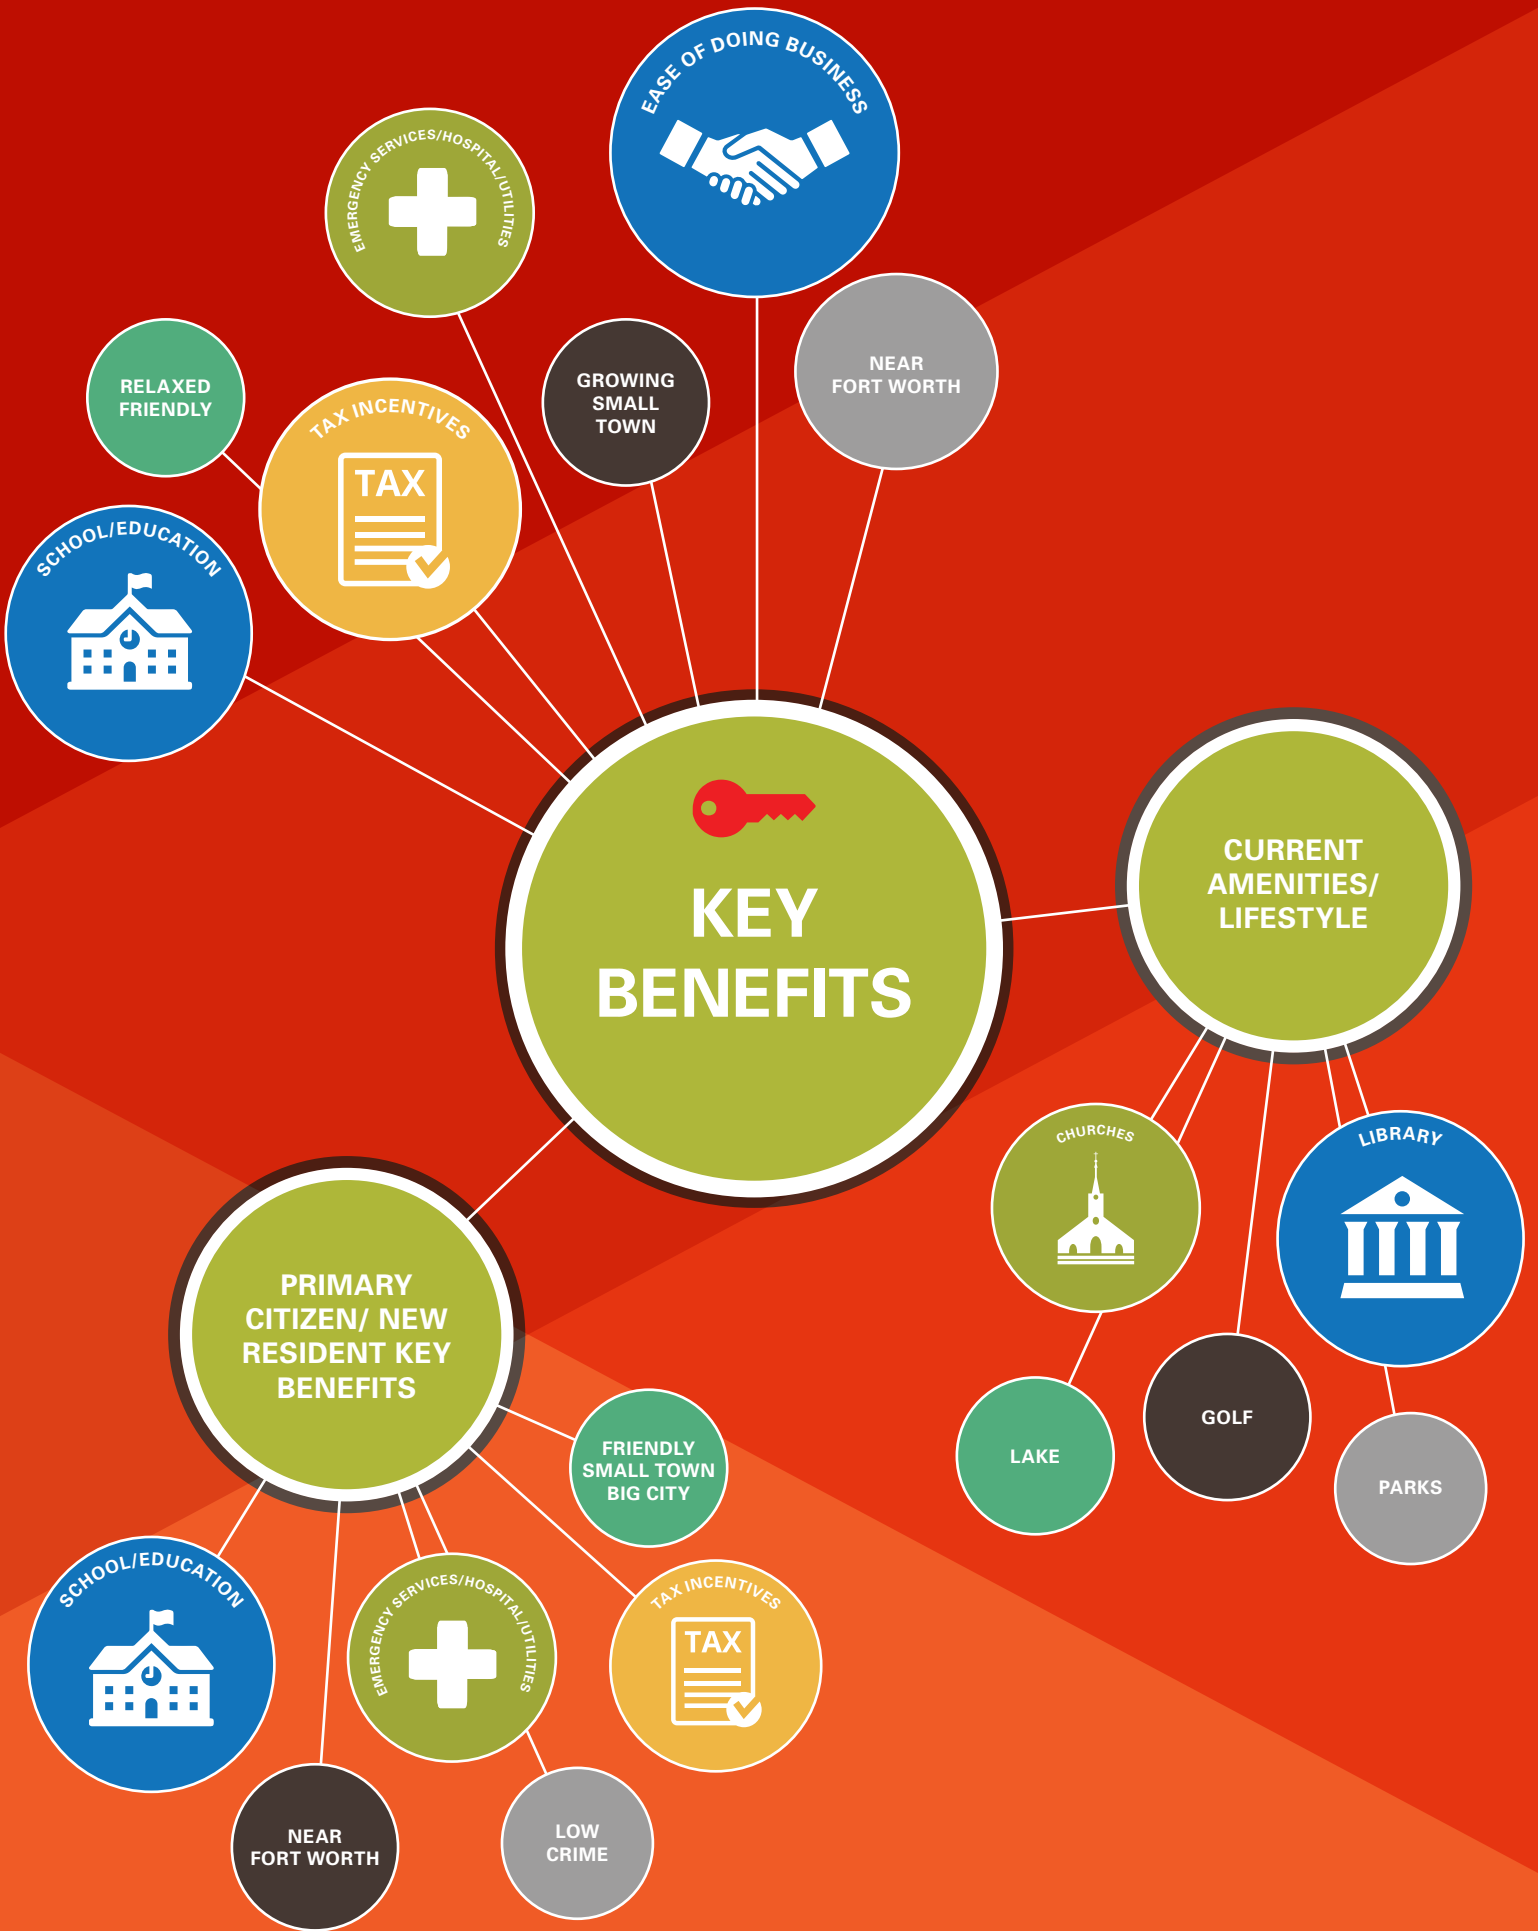 EASE OF DOING BUSINESS
EMERGENCY SERVICES/HOSPITAL/UTILITIES
RELAXED
FRIENDLY
TAX INCENTIVES
TAX
GROWING
SMALL
TOWN
NEAR
FORT WORTH
SCHOOL/EDUCATION
KEY
BENEFITS
CURRENT
AMENITIES/
LIFESTYLE
CHURCHES
LIBRARY
LAKE
GOLF
PARKS
PRIMARY
CITIZEN/ NEW
RESIDENT KEY
BENEFITS
FRIENDLY
SMALL TOWN
BIG CITY
SCHOOL/EDUCATION
EMERGENCY SERVICES/HOSPITAL/UTILITIES
TAX INCENTIVES
TAX
NEAR
FORT WORTH
LOW
CRIME